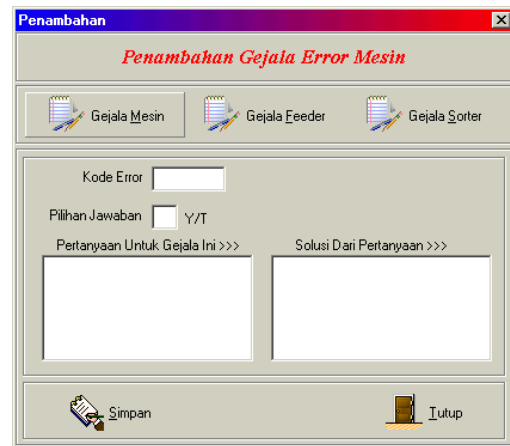 Penambahan
Penambahan Gejala Error Mesin
Gejala Mesin Gejala Feeder Gejala Sorter
Kode Error
Pilihan Jawaban Y/T
Pertanyaan Untuk Gejala Ini >>> Solusi Dari Pertanyaan >>>
Simpan Tutup